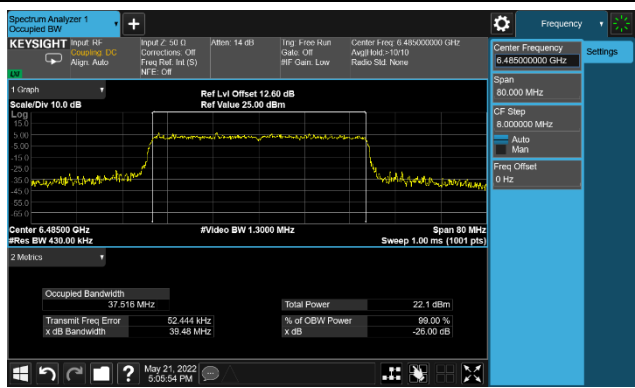 Spectrum Analyzer 1
Occupied BW
+
Frequency
KEYSIGHT Input: RF
Coupling: DC
Align: Auto
Input Z: 50 Ω
Corrections: Off
Freq Ref: Int (S)
NFE: Off
Atten: 14 dB
Trig: Free Run
Gate: Off
#IF Gain: Low
Center Freq: 6.485000000 GHz
Avg|Hold:>10/10
Radio Std: None
LXI
Center Frequency
6.485000000 GHz
Settings
Span
80.000 MHz
CF Step
8.000000 MHz
Auto
Man
Freq Offset
0 Hz
1 Graph
Scale/Div 10.0 dB
Ref Lvl Offset 12.60 dB
Ref Value 25.00 dBm
Log
15.0
5.00
-5.00
-15.0
-25.0
-35.0
-45.0
-55.0
-65.0
Center 6.48500 GHz
#Res BW 430.00 kHz
#Video BW 1.3000 MHz
Span 80 MHz
Sweep 1.00 ms (1001 pts)
2 Metrics
Occupied Bandwidth
37.516 MHz
Total Power 22.1 dBm
Transmit Freq Error 52.444 kHz
% of OBW Power 99.00 %
x dB Bandwidth 39.48 MHz
x dB -26.00 dB
?
May 21, 2022
5:05:54 PM